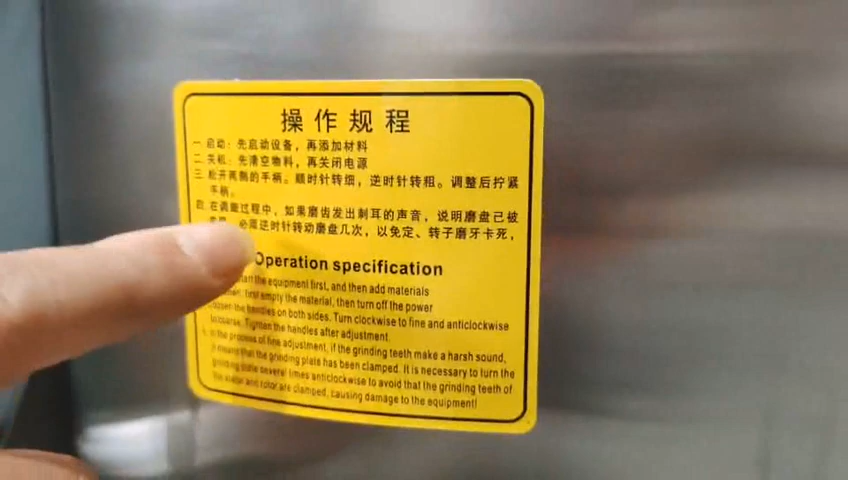 操作规程
一.启动：先启动设备，再添加材料
二.关机：先清空物料，再关闭电源
三.松开两侧的手柄。顺时针转细，逆时针转粗。调整后拧紧
手柄。
四.在调细过程中，如果磨齿发出刺耳的声音，说明磨盘已被
必需逆时针转动磨盘几次，以免定、转子磨牙卡死，
Operation specification
the equipment first, and then add materials
first empty the material, then turn off the power
the handles on both sides. Turn clockwise to fine and anticlockwise
to coarse. Tighten the handles after adjustment.
In the process of fine adjustment, if the grinding teeth make a harsh sound,
it means that the grinding plate has been clamped. It is necessary to turn the
grinding plate several times anticlockwise to avoid that the grinding teeth of
the stator and rotor are clamped, causing damage to the equipment!